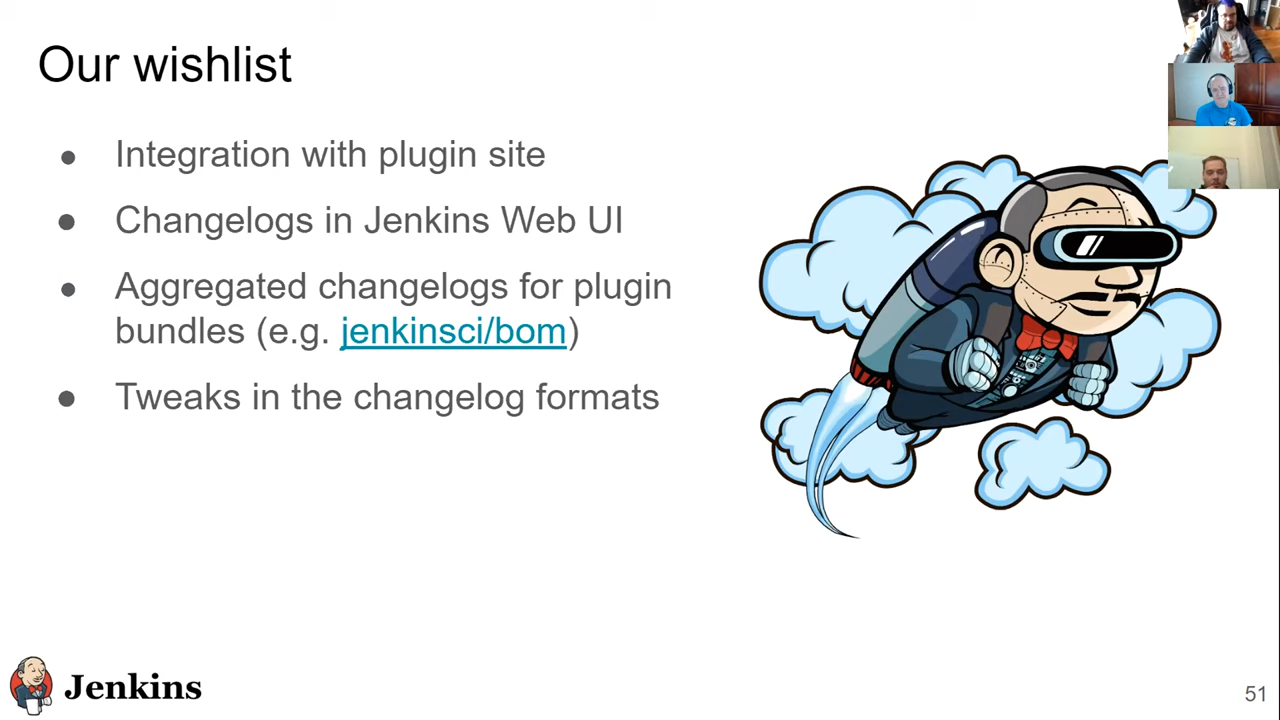 Our wishlist
● Integration with plugin site
● Changelogs in Jenkins Web UI
● Aggregated changelogs for plugin
bundles (e.g. jenkinsci/bom)
● Tweaks in the changelog formats
Jenkins
51